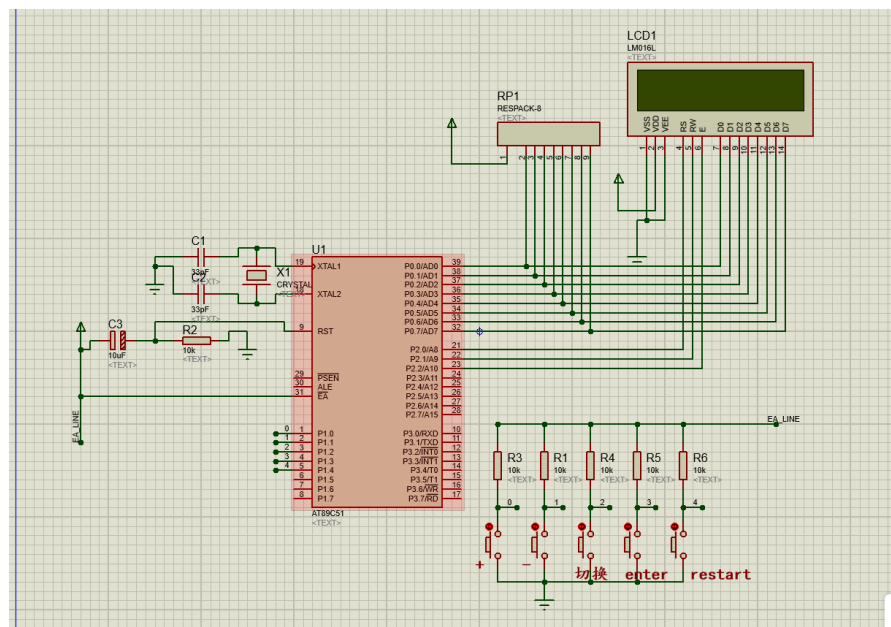 LCD1
LM016L
<TEXT>
VSS VDD VEE RS RW E D0 D1 D2 D3 D4 D5 D6 D7
1 2 3 4 5 6 7 8 9 10 11 12 13 14
RP1
RESPACK-8
<TEXT>
1 2 3 4 5 6 7 8 9
U1
C1
33pF
<TEXT>
C2
33pF
<TEXT>
X1
CRYSTAL
<TEXT>
C3
10uF
<TEXT>
R2
10k
<TEXT>
19 XTAL1 P0.0/AD0 39
P0.1/AD1 38
P0.2/AD2 37
18 XTAL2 P0.3/AD3 36
P0.4/AD4 35
P0.5/AD5 34
P0.6/AD6 33
9 RST P0.7/AD7 32
P2.0/A8 21
P2.1/A9 22
P2.2/A10 23
29 PSEN P2.3/A11 24
30 ALE P2.4/A12 25
31 EA P2.5/A13 26
P2.6/A14 27
P2.7/A15 28
0 1 P1.0 P3.0/RXD 10
1 2 P1.1 P3.1/TXD 11
2 3 P1.2 P3.2/INT0 12
3 4 P1.3 P3.3/INT1 13
4 5 P1.4 P3.4/T0 14
6 P1.5 P3.5/T1 15
7 P1.6 P3.6/WR 16
8 P1.7 P3.7/RD 17
AT89C51
<TEXT>
EA_LINE
EA_LINE
R3 R1 R4 R5 R6
10k 10k 10k 10k 10k
<TEXT> <TEXT> <TEXT> <TEXT> <TEXT>
0 1 2 3 4
+ − 切换 enter restart